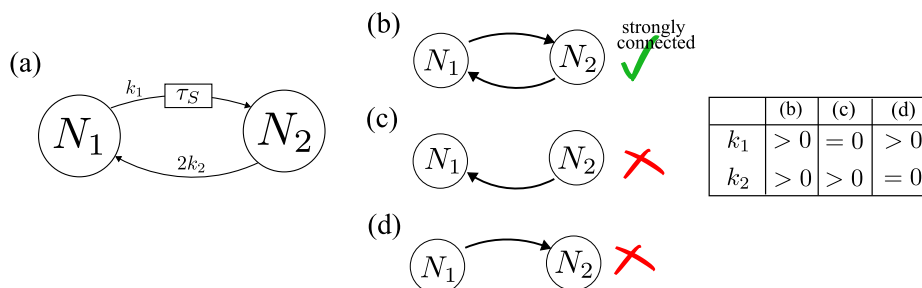 (a)
N₁
k₁
τ_S
N₂
2k₂
(b)
N₁
N₂
strongly
connected
(c)
N₁
N₂
(d)
N₁
N₂
(b) (c) (d)
k₁ > 0 = 0 > 0
k₂ > 0 > 0 = 0